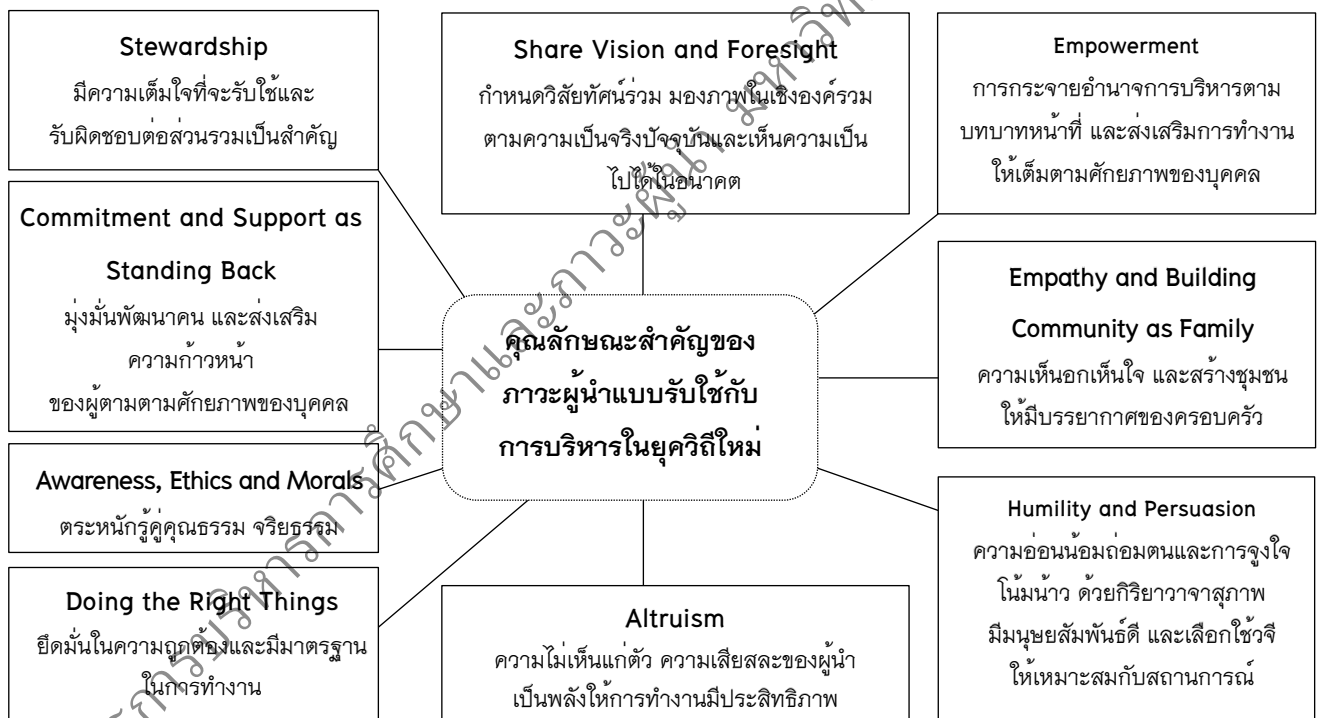 Stewardship
มีความเต็มใจที่จะรับใช้และ
รับผิดชอบต่อส่วนรวมเป็นสำคัญ
Share Vision and Foresight
กำหนดวิสัยทัศน์ร่วม มองภาพในเชิงองค์รวม
ตามความเป็นจริงปัจจุบันและเห็นความเป็น
ไปได้ในอนาคต
Empowerment
การกระจายอำนาจการบริหารตาม
บทบาทหน้าที่ และส่งเสริมการทำงาน
ให้เต็มตามศักยภาพของบุคคล
Commitment and Support as
Standing Back
มุ่งมั่นพัฒนาคน และส่งเสริม
ความก้าวหน้า
ของผู้ตามตามศักยภาพของบุคคล
คุณลักษณะสำคัญของ
ภาวะผู้นำแบบรับใช้กับ
การบริหารในยุควิถีใหม่
Empathy and Building
Community as Family
ความเห็นอกเห็นใจ และสร้างชุมชน
ให้มีบรรยากาศของครอบครัว
Awareness, Ethics and Morals
ตระหนักรู้คู่คุณธรรม จริยธรรม
Humility and Persuasion
ความอ่อนน้อมถ่อมตนและการจูงใจ
โน้มน้าว ด้วยกิริยาวาจาสุภาพ
มีมนุษยสัมพันธ์ดี และเลือกใช้วจี
ให้เหมาะสมกับสถานการณ์
Doing the Right Things
ยึดมั่นในความถูกต้องและมีมาตรฐาน
ในการทำงาน
Altruism
ความไม่เห็นแก่ตัว ความเสียสละของผู้นำ
เป็นพลังให้การทำงานมีประสิทธิภาพ
การบริหารการศึกษาและภาวะผู้นำ